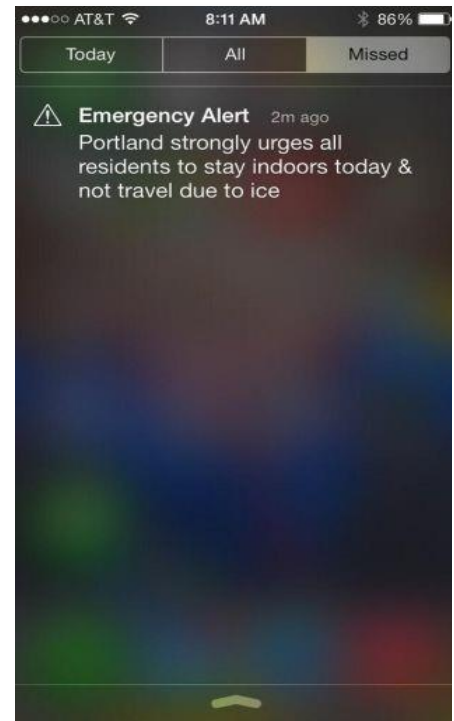 AT&T 8:11 AM 86%
Today All Missed
Emergency Alert 2m ago
Portland strongly urges all
residents to stay indoors today &
not travel due to ice